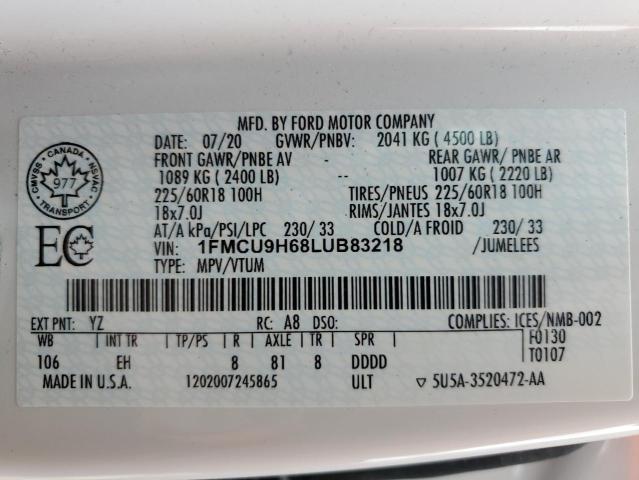 MFD. BY FORD MOTOR COMPANY
DATE: 07/20 GVWR/PNBV: 2041 KG ( 4500 LB)
FRONT GAWR/PNBE AV REAR GAWR/ PNBE AR
1089 KG ( 2400 LB) -- 1007 KG ( 2220 LB)
225/60R18 100H TIRES/PNEUS 225/60R18 100H
18x7.0J RIMS/JANTES 18x7.0J
AT/A kPa/PSI/LPC 230/ 33 COLD/A FROID 230/ 33
VIN: 1FMCU9H68LUB83218 /JUMELEES
TYPE: MPV/VTUM
CANADA
CMVSS NSVAC
977
TRANSPORT
EC
EXT PNT: YZ RC: A8 DSO: COMPLIES: ICES/NMB-002
WB INT TR TP/PS R AXLE TR SPR F0130
106 EH 8 81 8 DDDD T0107
MADE IN U.S.A. 1202007245865 ULT ▽ 5U5A-3520472-AA